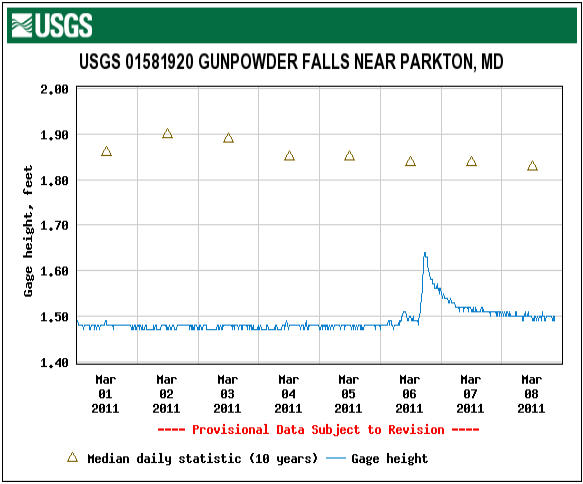 USGS
USGS 01581920 GUNPOWDER FALLS NEAR PARKTON, MD
Gage height, feet
2.00
1.90
1.80
1.70
1.60
1.50
1.40
Mar 01 2011
Mar 02 2011
Mar 03 2011
Mar 04 2011
Mar 05 2011
Mar 06 2011
Mar 07 2011
Mar 08 2011
---- Provisional Data Subject to Revision ----
Median daily statistic (10 years)
Gage height